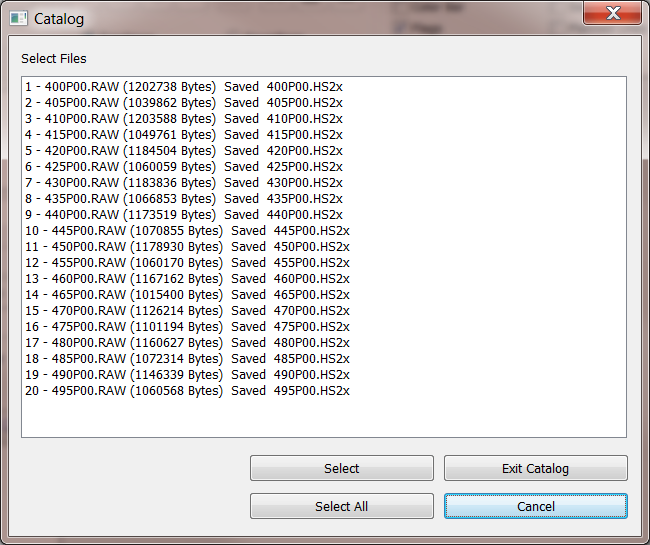 Catalog
Select Files
1 - 400P00.RAW (1202738 Bytes)  Saved  400P00.HS2x
2 - 405P00.RAW (1039862 Bytes)  Saved  405P00.HS2x
3 - 410P00.RAW (1203588 Bytes)  Saved  410P00.HS2x
4 - 415P00.RAW (1049761 Bytes)  Saved  415P00.HS2x
5 - 420P00.RAW (1184504 Bytes)  Saved  420P00.HS2x
6 - 425P00.RAW (1060059 Bytes)  Saved  425P00.HS2x
7 - 430P00.RAW (1183836 Bytes)  Saved  430P00.HS2x
8 - 435P00.RAW (1066853 Bytes)  Saved  435P00.HS2x
9 - 440P00.RAW (1173519 Bytes)  Saved  440P00.HS2x
10 - 445P00.RAW (1070855 Bytes)  Saved  445P00.HS2x
11 - 450P00.RAW (1178930 Bytes)  Saved  450P00.HS2x
12 - 455P00.RAW (1060170 Bytes)  Saved  455P00.HS2x
13 - 460P00.RAW (1167162 Bytes)  Saved  460P00.HS2x
14 - 465P00.RAW (1015400 Bytes)  Saved  465P00.HS2x
15 - 470P00.RAW (1126214 Bytes)  Saved  470P00.HS2x
16 - 475P00.RAW (1101194 Bytes)  Saved  475P00.HS2x
17 - 480P00.RAW (1160627 Bytes)  Saved  480P00.HS2x
18 - 485P00.RAW (1072314 Bytes)  Saved  485P00.HS2x
19 - 490P00.RAW (1146339 Bytes)  Saved  490P00.HS2x
20 - 495P00.RAW (1060568 Bytes)  Saved  495P00.HS2x
Select
Exit Catalog
Select All
Cancel